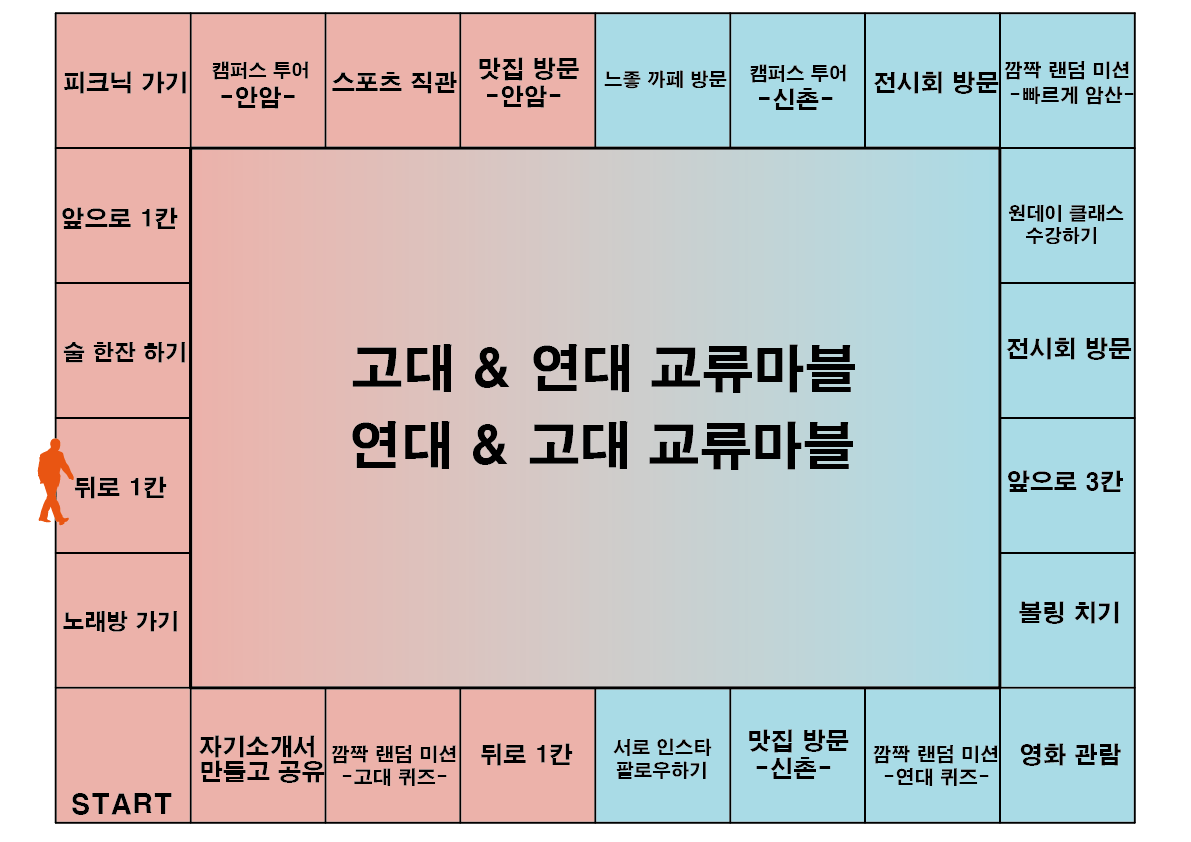 피크닉 가기
캠퍼스 투어
-안암-
스포츠 직관
맛집 방문
-안암-
느좋 까페 방문
캠퍼스 투어
-신촌-
전시회 방문
깜짝 랜덤 미션
-빠르게 암산-
앞으로 1칸
원데이 클래스
수강하기
술 한잔 하기
전시회 방문
고대 & 연대 교류마블
연대 & 고대 교류마블
뒤로 1칸
앞으로 3칸
노래방 가기
볼링 치기
START
자기소개서
만들고 공유
깜짝 랜덤 미션
-고대 퀴즈-
뒤로 1칸
서로 인스타
팔로우하기
맛집 방문
-신촌-
깜짝 랜덤 미션
-연대 퀴즈-
영화 관람